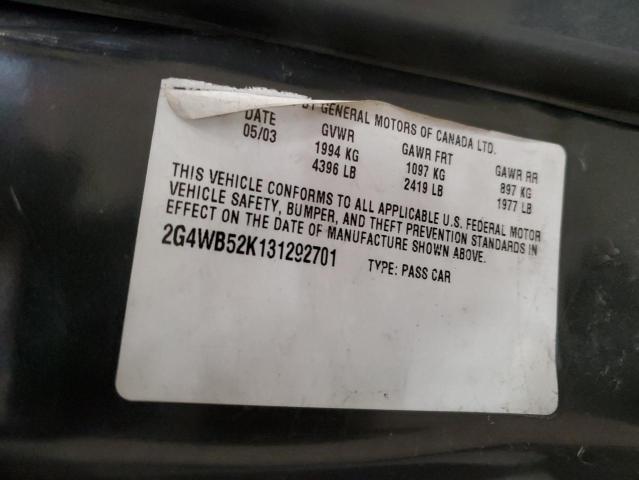 BY GENERAL MOTORS OF CANADA LTD.
DATE GVWR GAWR FRT GAWR RR
05/03 1994 KG 1097 KG 897 KG
4396 LB 2419 LB 1977 LB
THIS VEHICLE CONFORMS TO ALL APPLICABLE U.S. FEDERAL MOTOR
VEHICLE SAFETY, BUMPER, AND THEFT PREVENTION STANDARDS IN
EFFECT ON THE DATE OF MANUFACTURE SHOWN ABOVE.
2G4WB52K131292701 TYPE: PASS CAR